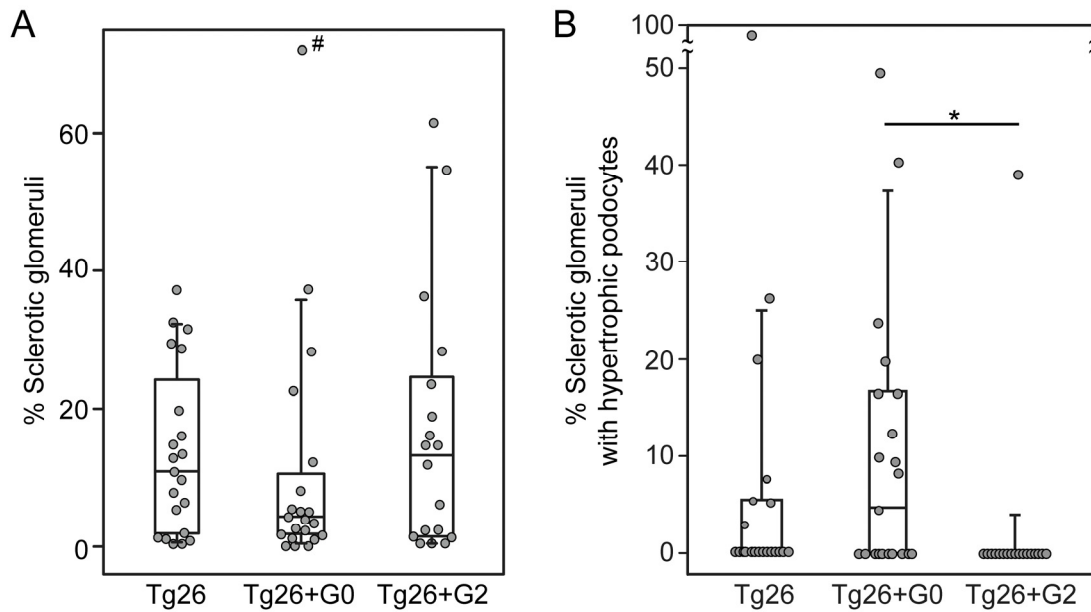 A
% Sclerotic glomeruli
60
40
20
0
#
Tg26
Tg26+G0
Tg26+G2
B
% Sclerotic glomeruli
with hypertrophic podocytes
100
50
40
30
20
10
0
*
Tg26
Tg26+G0
Tg26+G2